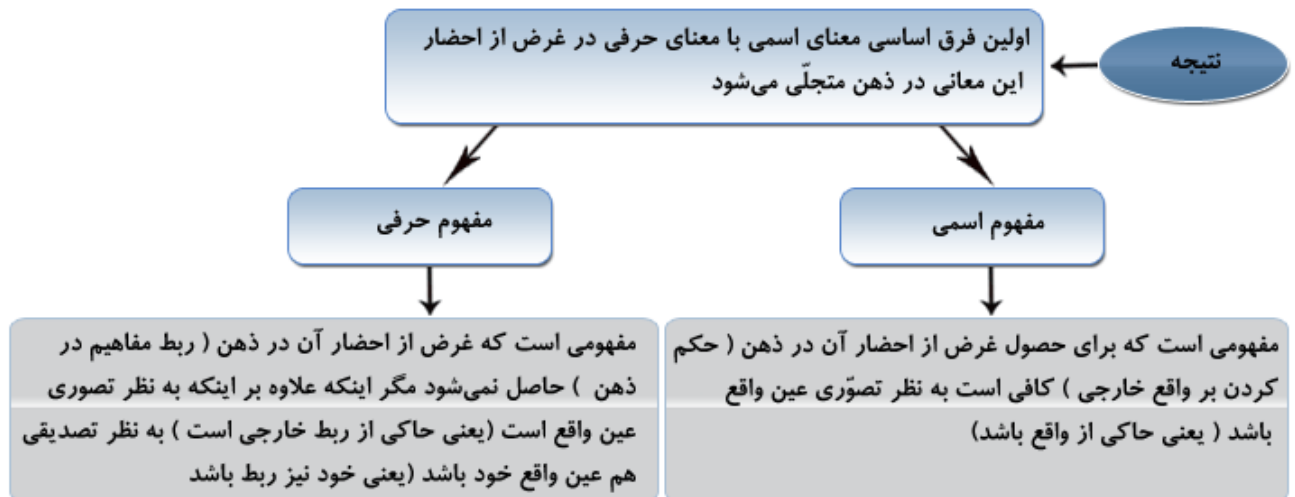 نتیجه
اولین فرق اساسی معنای اسمی با معنای حرفی در غرض از احضار
این معانی در ذهن متجلّی می‌شود
مفهوم اسمی
مفهوم حرفی
مفهومی است که برای حصول غرض از احضار آن در ذهن ( حکم
کردن بر واقع خارجی ) کافی است به نظر تصوّری عین واقع
باشد ( یعنی حاکی از واقع باشد)
مفهومی است که غرض از احضار آن در ذهن ( ربط مفاهیم در
ذهن ) حاصل نمی‌شود مگر اینکه علاوه بر اینکه به نظر تصوری
عین واقع است (یعنی حاکی از ربط خارجی است ) به نظر تصدیقی
هم عین واقع خود باشد (یعنی خود نیز ربط باشد